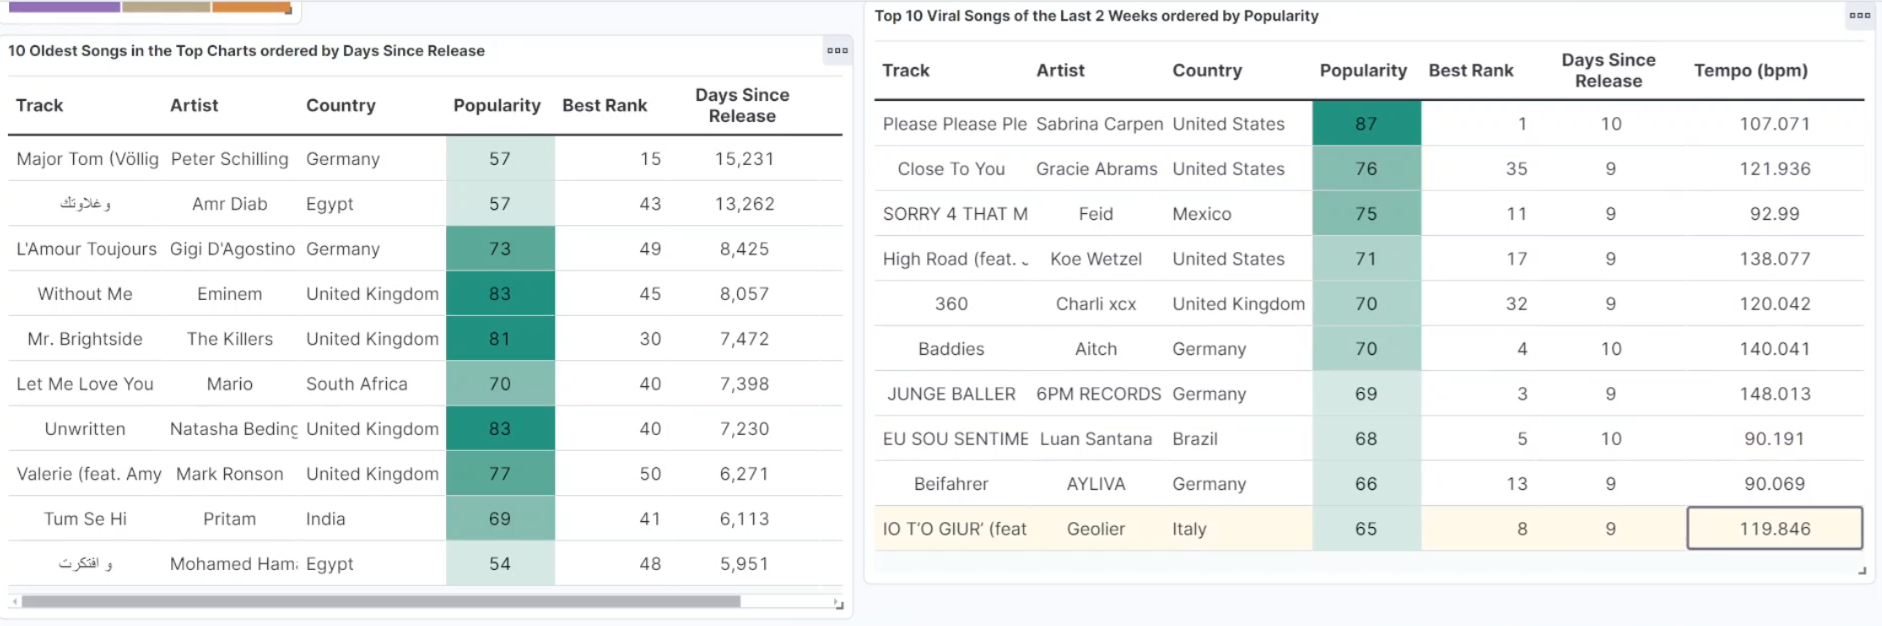 10 Oldest Songs in the Top Charts ordered by Days Since Release
Track Artist Country Popularity Best Rank Days Since Release
Major Tom (Völlig Peter Schilling Germany 57 15 15,231
وغلاوتك Amr Diab Egypt 57 43 13,262
L'Amour Toujours Gigi D'Agostino Germany 73 49 8,425
Without Me Eminem United Kingdom 83 45 8,057
Mr. Brightside The Killers United Kingdom 81 30 7,472
Let Me Love You Mario South Africa 70 40 7,398
Unwritten Natasha Beding United Kingdom 83 40 7,230
Valerie (feat. Amy Mark Ronson United Kingdom 77 50 6,271
Tum Se Hi Pritam India 69 41 6,113
و افتكرت Mohamed Ham Egypt 54 48 5,951
Top 10 Viral Songs of the Last 2 Weeks ordered by Popularity
Track Artist Country Popularity Best Rank Days Since Release Tempo (bpm)
Please Please Ple Sabrina Carpen United States 87 1 10 107.071
Close To You Gracie Abrams United States 76 35 9 121.936
SORRY 4 THAT M Feid Mexico 75 11 9 92.99
High Road (feat. Koe Wetzel United States 71 17 9 138.077
360 Charli xcx United Kingdom 70 32 9 120.042
Baddies Aitch Germany 70 4 10 140.041
JUNGE BALLER 6PM RECORDS Germany 69 3 9 148.013
EU SOU SENTIME Luan Santana Brazil 68 5 10 90.191
Beifahrer AYLIVA Germany 66 13 9 90.069
IO T'O GIUR' (feat Geolier Italy 65 8 9 119.846